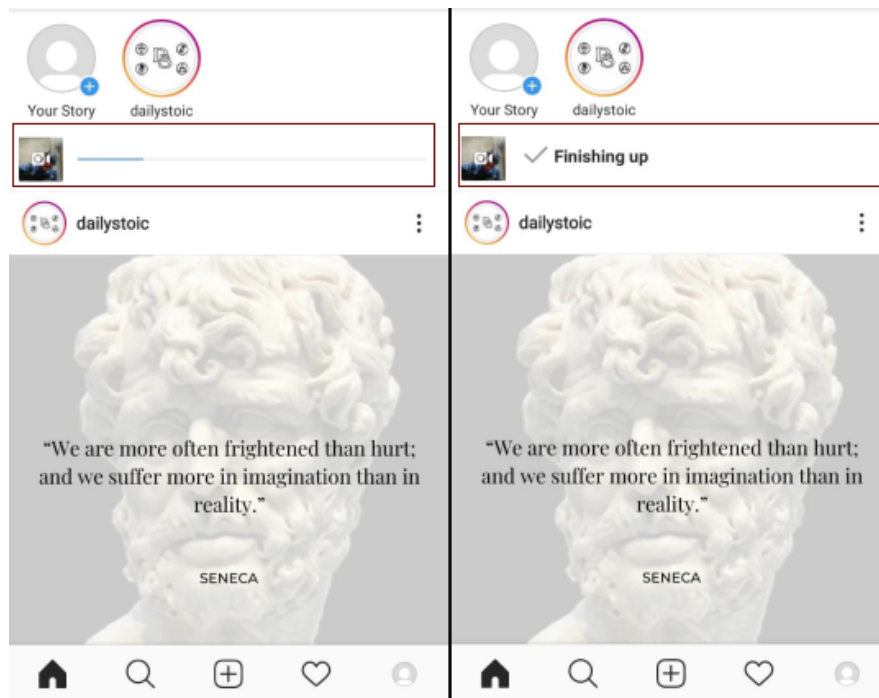 Your Story
dailystoic
dailystoic
“We are more often frightened than hurt;
and we suffer more in imagination than in
reality.”
SENECA
Your Story
dailystoic
Finishing up
dailystoic
“We are more often frightened than hurt;
and we suffer more in imagination than in
reality.”
SENECA